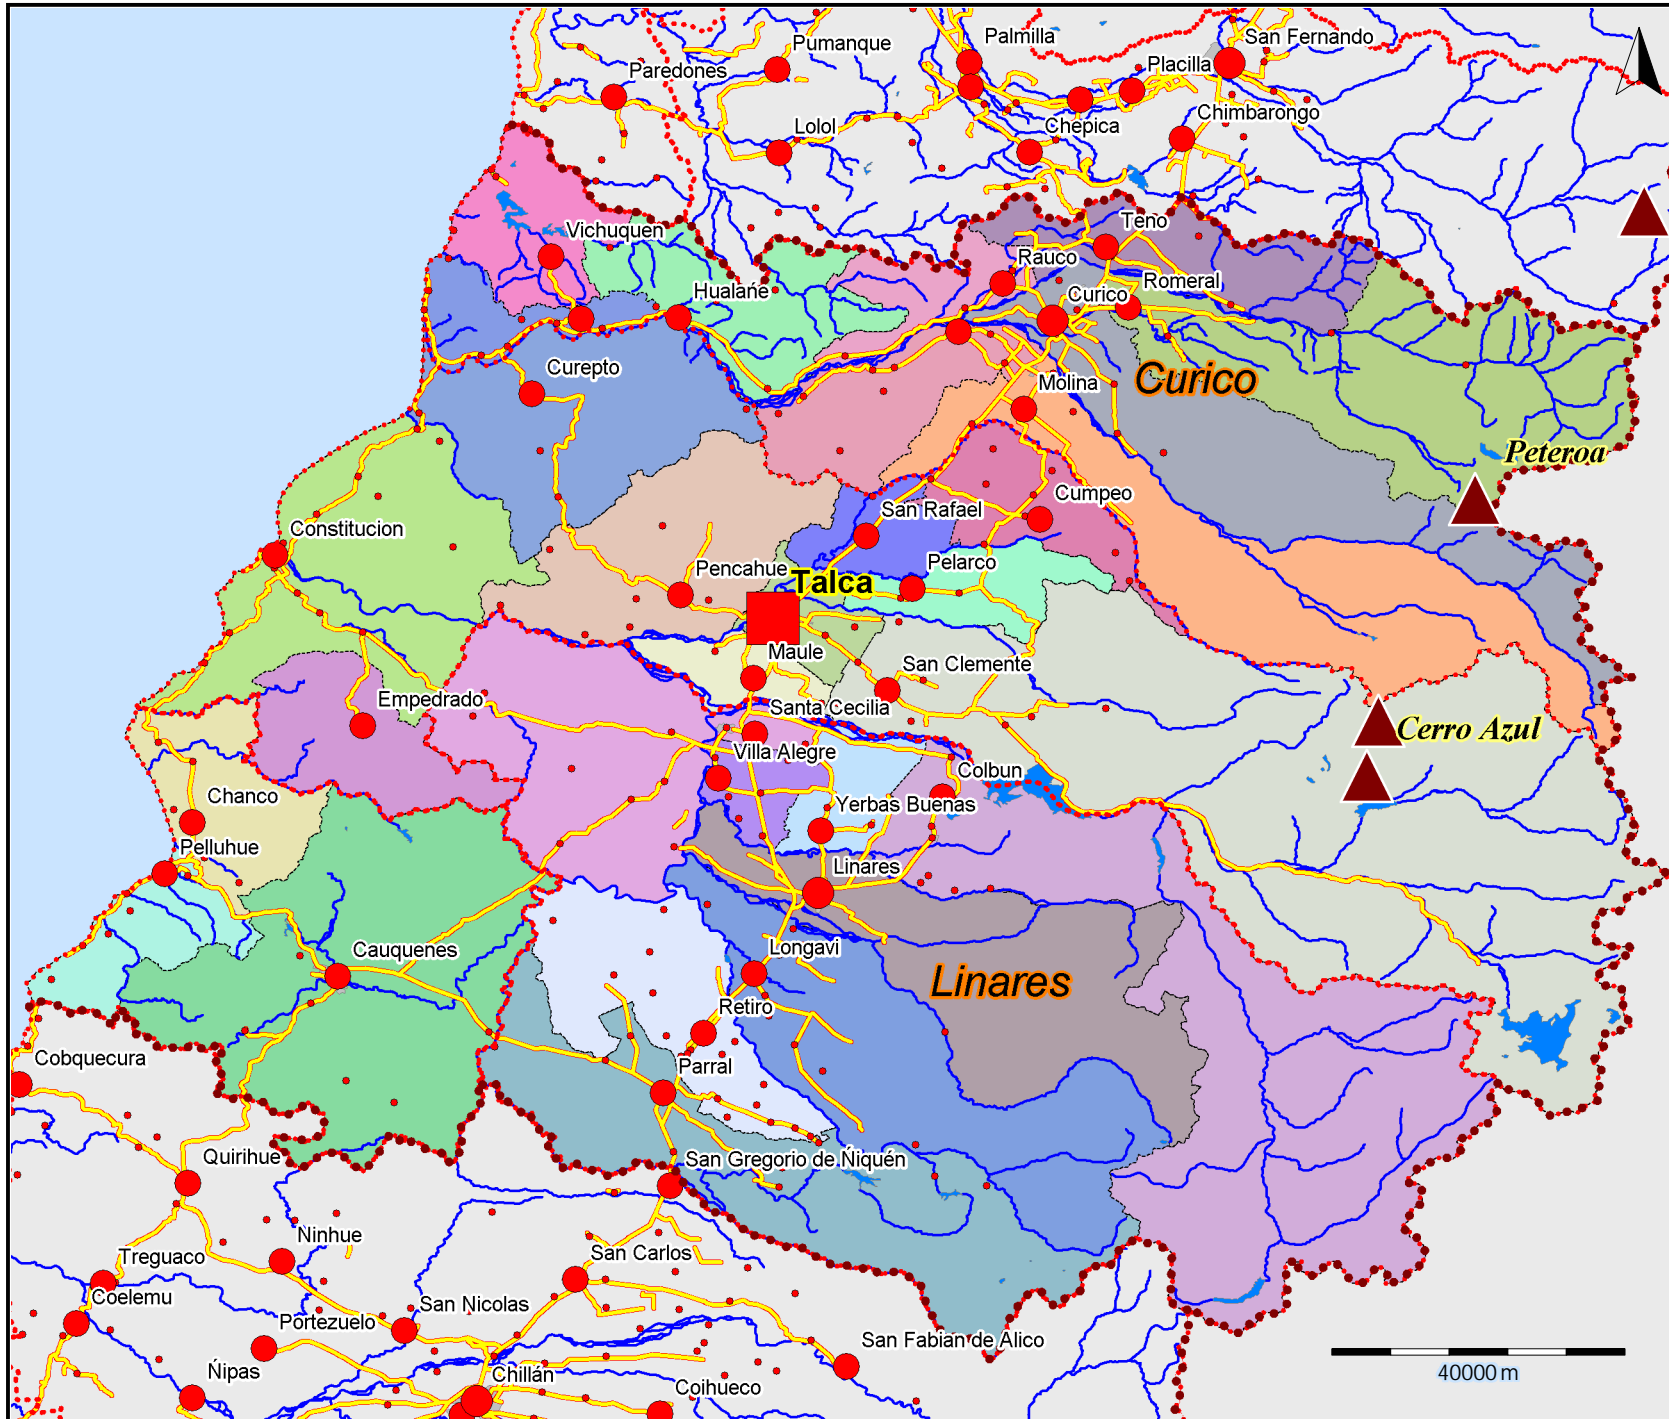 Palmilla
San Fernando
Pumanque
Paredones
Placilla
Chimbarongo
Lolol
Chepica
Teno
Vichuquen
Rauco
Romeral
Hualańe
Curico
Curepto
Curico
Molina
Peteroa
Cumpeo
San Rafael
Constitucion
Pelarco
Pencahue
Talca
Maule
San Clemente
Empedrado
Santa Cecilia
Cerro Azul
Villa Alegre
Colbun
Chanco
Yerbas Buenas
Pelluhue
Linares
Cauquenes
Longavi
Linares
Retiro
Cobquecura
Parral
Quirihue
San Gregorio de Ńiquén
Ninhue
San Carlos
Treguaco
Coelemu
San Nicolas
Portezuelo
San Fabian de Alico
Ńipas
Chillán
40000 m
Coihueco